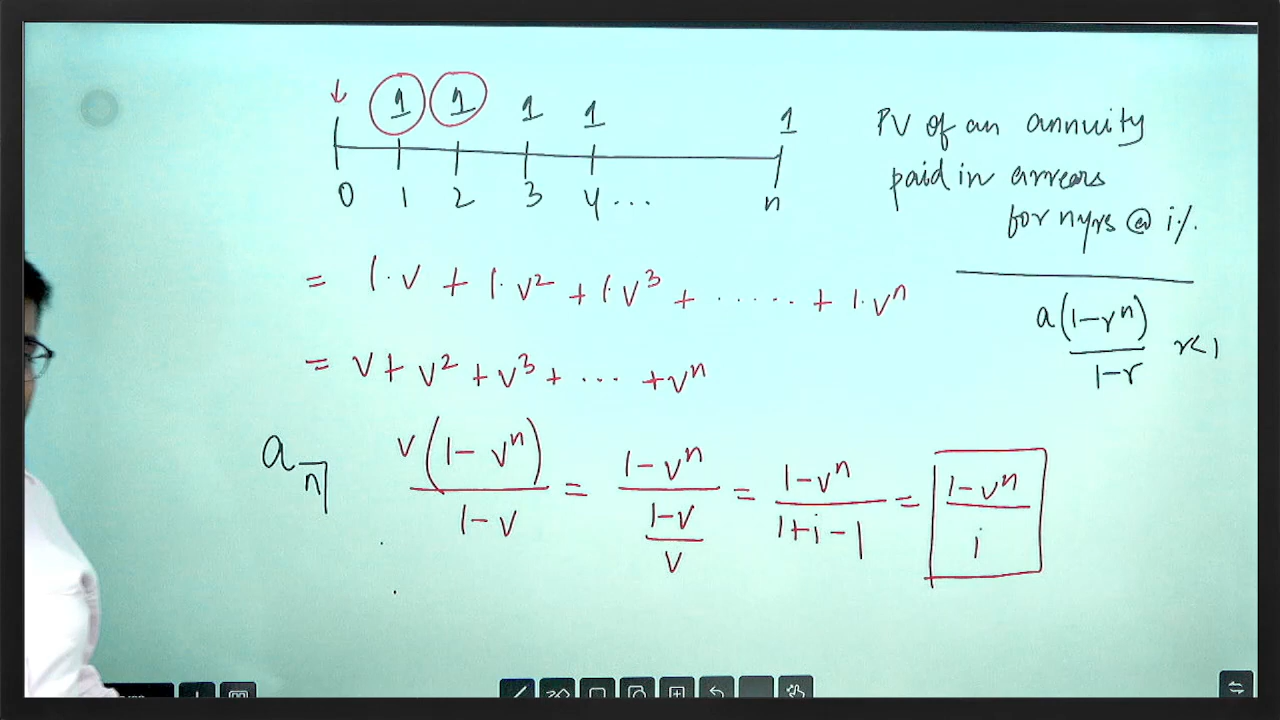 ↓ 1 1 1 1 1
0 1 2 3 4 ... n
PV of an annuity
paid in arrears
for n yrs @ i%.
= 1·v + 1·v² + 1·v³ + ...... + 1·vⁿ
= v + v² + v³ + ... + vⁿ
a(1-rⁿ)/1-r r<1
a n̅| v(1-vⁿ)/1-v = 1-vⁿ/(1-v/v) = 1-vⁿ/1+i-1 = 1-vⁿ/i